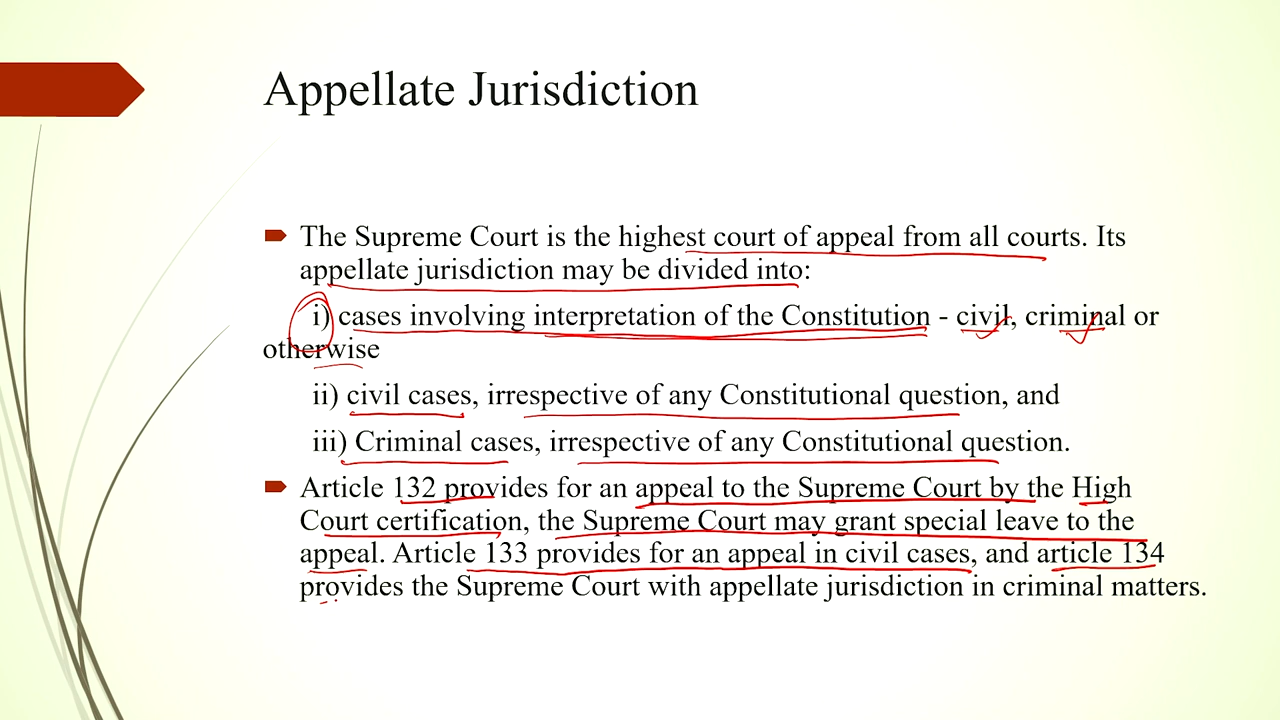 Appellate Jurisdiction
The Supreme Court is the highest court of appeal from all courts. Its
appellate jurisdiction may be divided into:
i) cases involving interpretation of the Constitution - civil, criminal or
otherwise
ii) civil cases, irrespective of any Constitutional question, and
iii) Criminal cases, irrespective of any Constitutional question.
Article 132 provides for an appeal to the Supreme Court by the High
Court certification, the Supreme Court may grant special leave to the
appeal. Article 133 provides for an appeal in civil cases, and article 134
provides the Supreme Court with appellate jurisdiction in criminal matters.